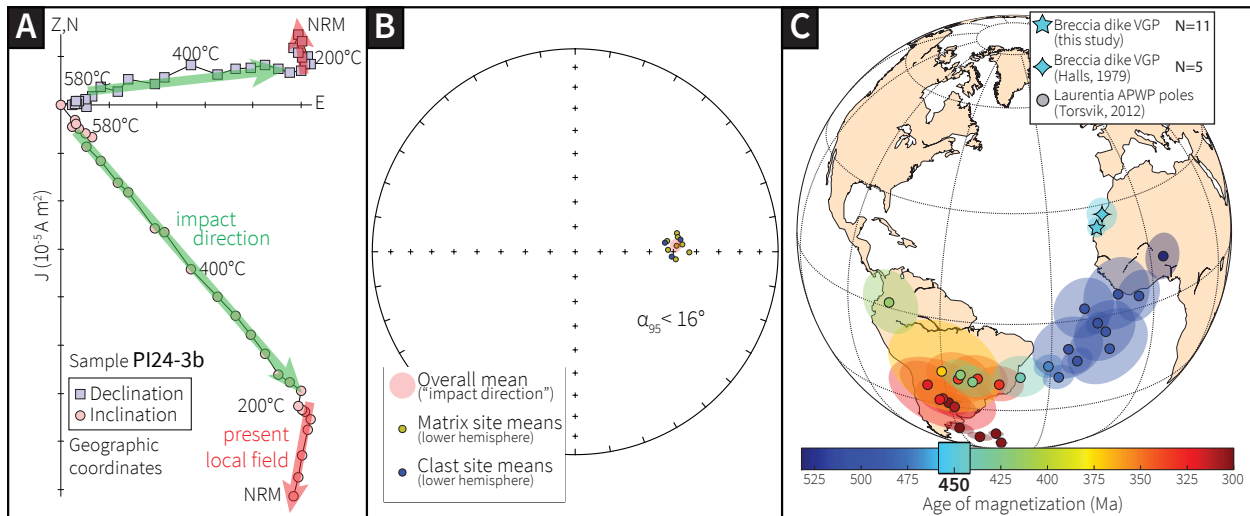 A
Z,N
NRM
400°C
200°C
580°C
E
580°C
J (10⁻⁵ A m²)
impact
direction
400°C
Sample PI24-3b
Declination
Inclination
200°C
Geographic
coordinates
present
local field
NRM
B
α₉₅ < 16°
Overall mean
("impact direction")
Matrix site means
(lower hemisphere)
Clast site means
(lower hemisphere)
C
Breccia dike VGP N=11
(this study)
Breccia dike VGP N=5
(Halls, 1979)
Laurentia APWP poles
(Torsvik, 2012)
525 500 475 450 425 400 375 350 325 300
Age of magnetization (Ma)